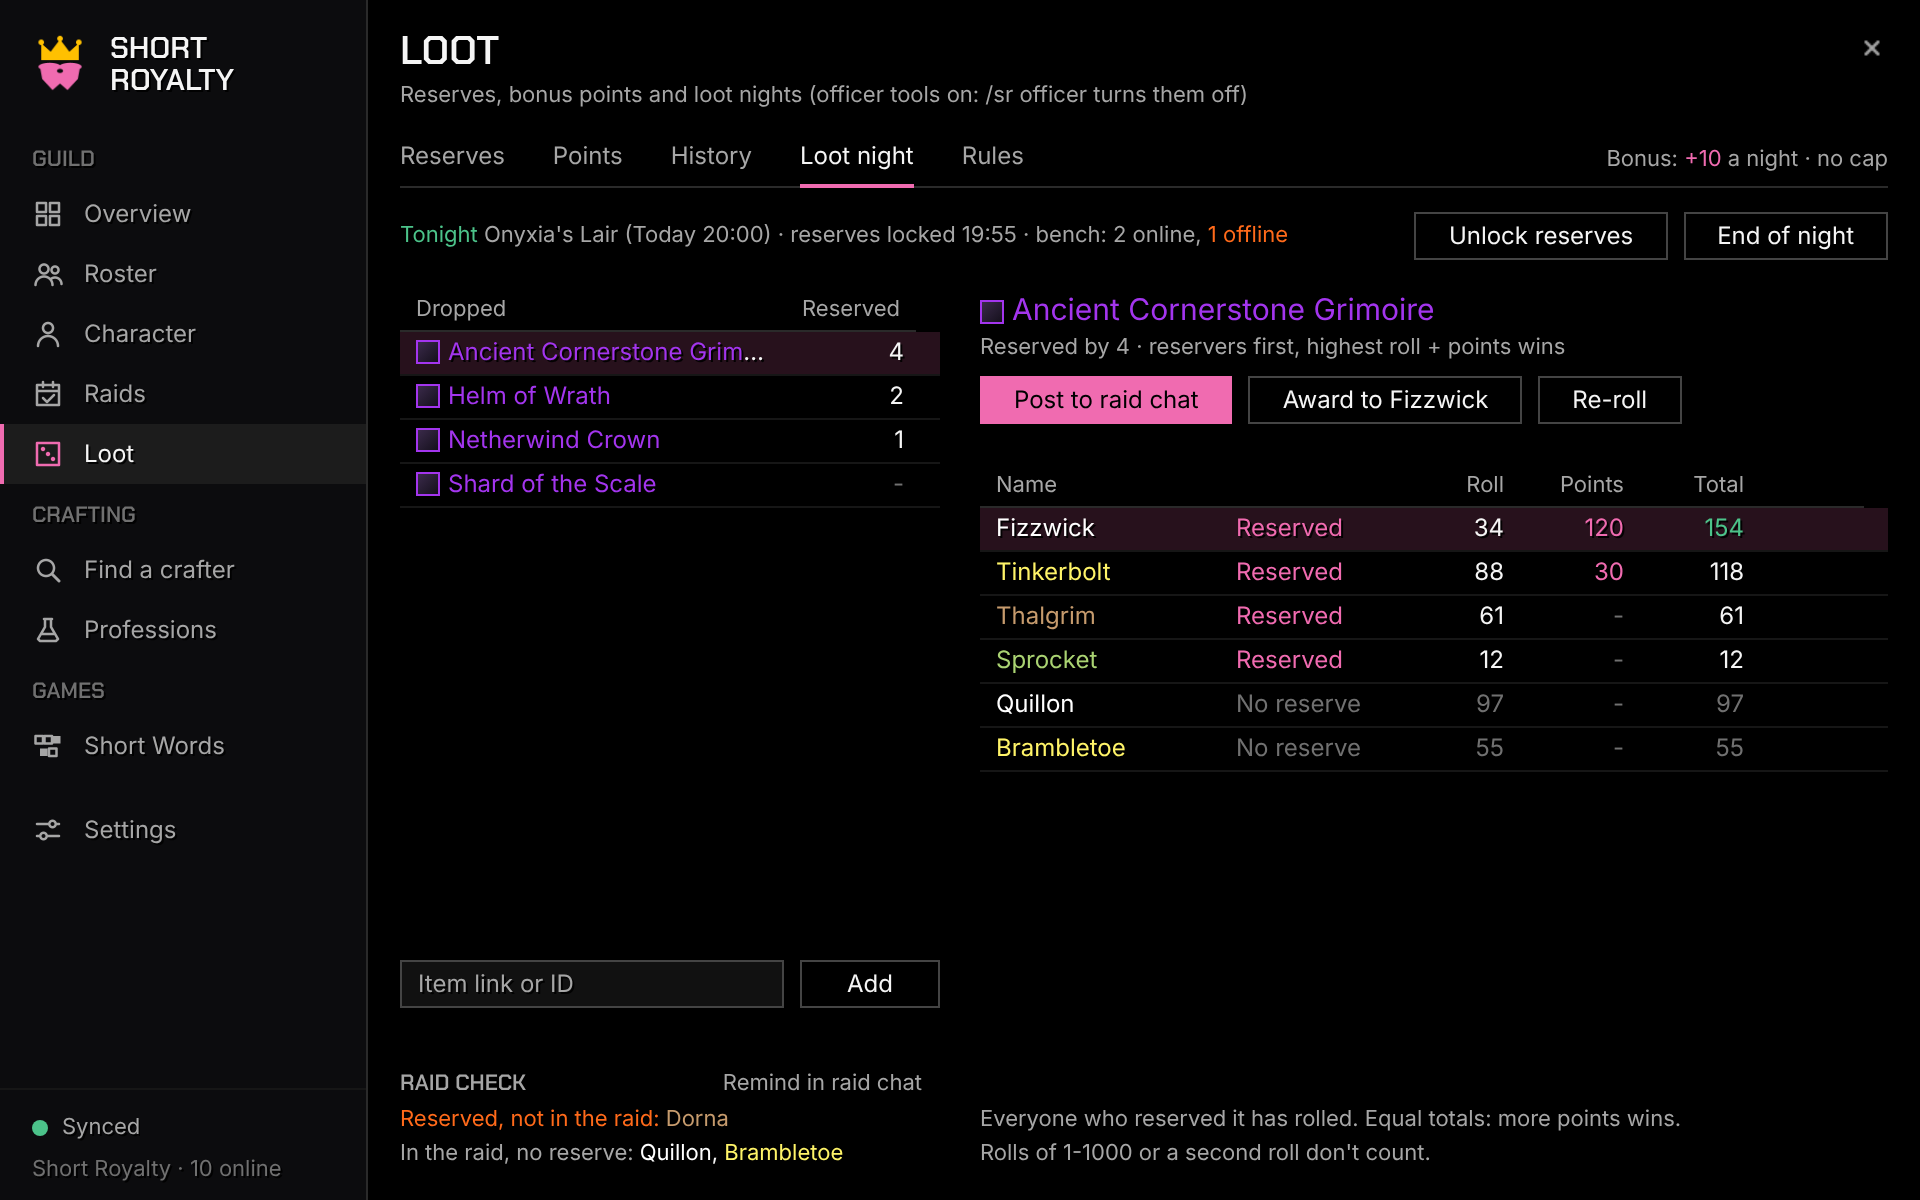 SHORT
ROYALTY
GUILD
Overview
Roster
Character
Raids
Loot
CRAFTING
Find a crafter
Professions
GAMES
Short Words
Settings
Synced
Short Royalty · 10 online
LOOT
Reserves, bonus points and loot nights (officer tools on: /sr officer turns them off)
Reserves Points History Loot night Rules
Bonus: +10 a night · no cap
Tonight Onyxia's Lair (Today 20:00) · reserves locked 19:55 · bench: 2 online, 1 offline
Unlock reserves
End of night
Dropped Reserved
Ancient Cornerstone Grim... 4
Helm of Wrath 2
Netherwind Crown 1
Shard of the Scale -
Item link or ID
Add
RAID CHECK
Remind in raid chat
Reserved, not in the raid: Dorna
In the raid, no reserve: Quillon, Brambletoe
Ancient Cornerstone Grimoire
Reserved by 4 · reservers first, highest roll + points wins
Post to raid chat
Award to Fizzwick
Re-roll
Name Roll Points Total
Fizzwick Reserved 34 120 154
Tinkerbolt Reserved 88 30 118
Thalgrim Reserved 61 - 61
Sprocket Reserved 12 - 12
Quillon No reserve 97 - 97
Brambletoe No reserve 55 - 55
Everyone who reserved it has rolled. Equal totals: more points wins.
Rolls of 1-1000 or a second roll don't count.